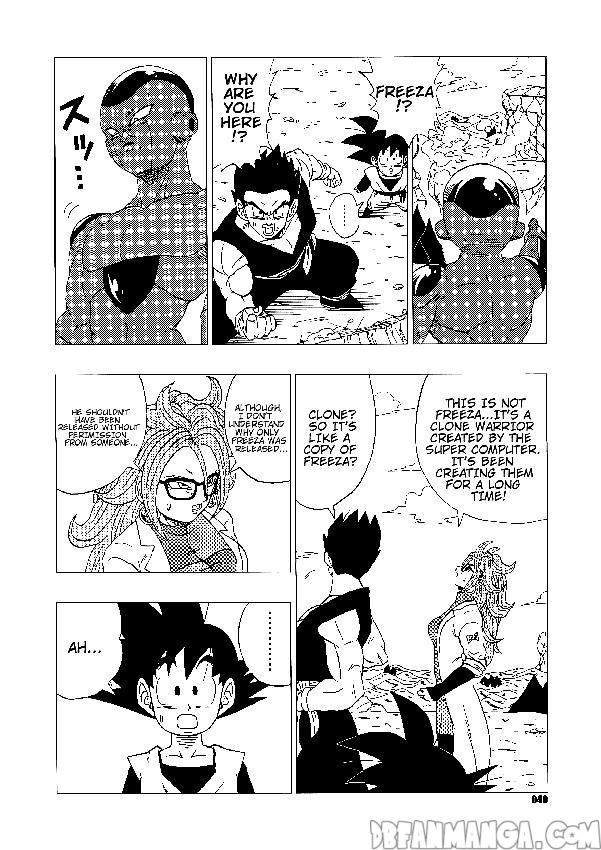 FREEZA
!?
WHY
ARE
YOU
HERE
!?
.....
スッ...
THIS IS NOT
FREEZA...IT'S A
CLONE WARRIOR
CREATED BY THE
SUPER COMPUTER.
IT'S BEEN
CREATING THEM
FOR A LONG
TIME!
CLONE?
SO IT'S
LIKE A
COPY OF
FREEZA?
ALTHOUGH,
I DON'T
UNDERSTAND
WHY ONLY
FREEZA WAS
RELEASED...
HE SHOULDN'T
HAVE BEEN
RELEASED WITHOUT
PERIMISSION
FROM SOMEONE...
.......
AH...
040
DBFANMANGA.COM